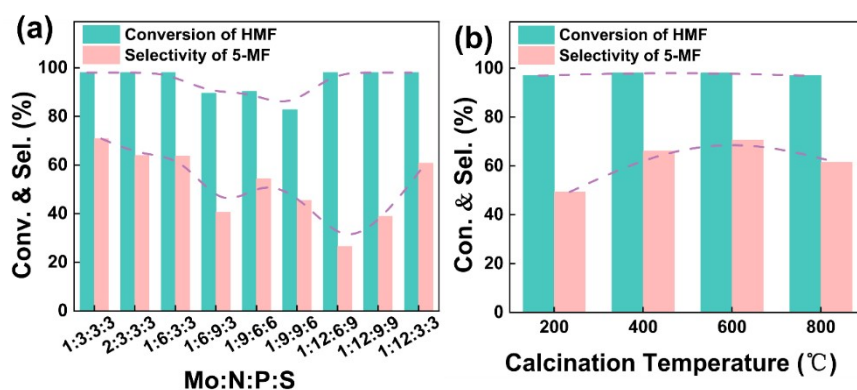 (a)
Conversion of HMF
Selectivity of 5-MF
Conv. & Sel. (%)
100
80
60
40
20
0
1:3:3:3
2:3:3:3
1:6:3:3
1:6:9:3
1:9:6:6
1:9:9:6
1:12:6:9
1:12:9:9
1:12:3:3
Mo:N:P:S
(b)
Conversion of HMF
Selectivity of 5-MF
Con. & Sel. (%)
100
80
60
40
20
0
200
400
600
800
Calcination Temperature (℃)